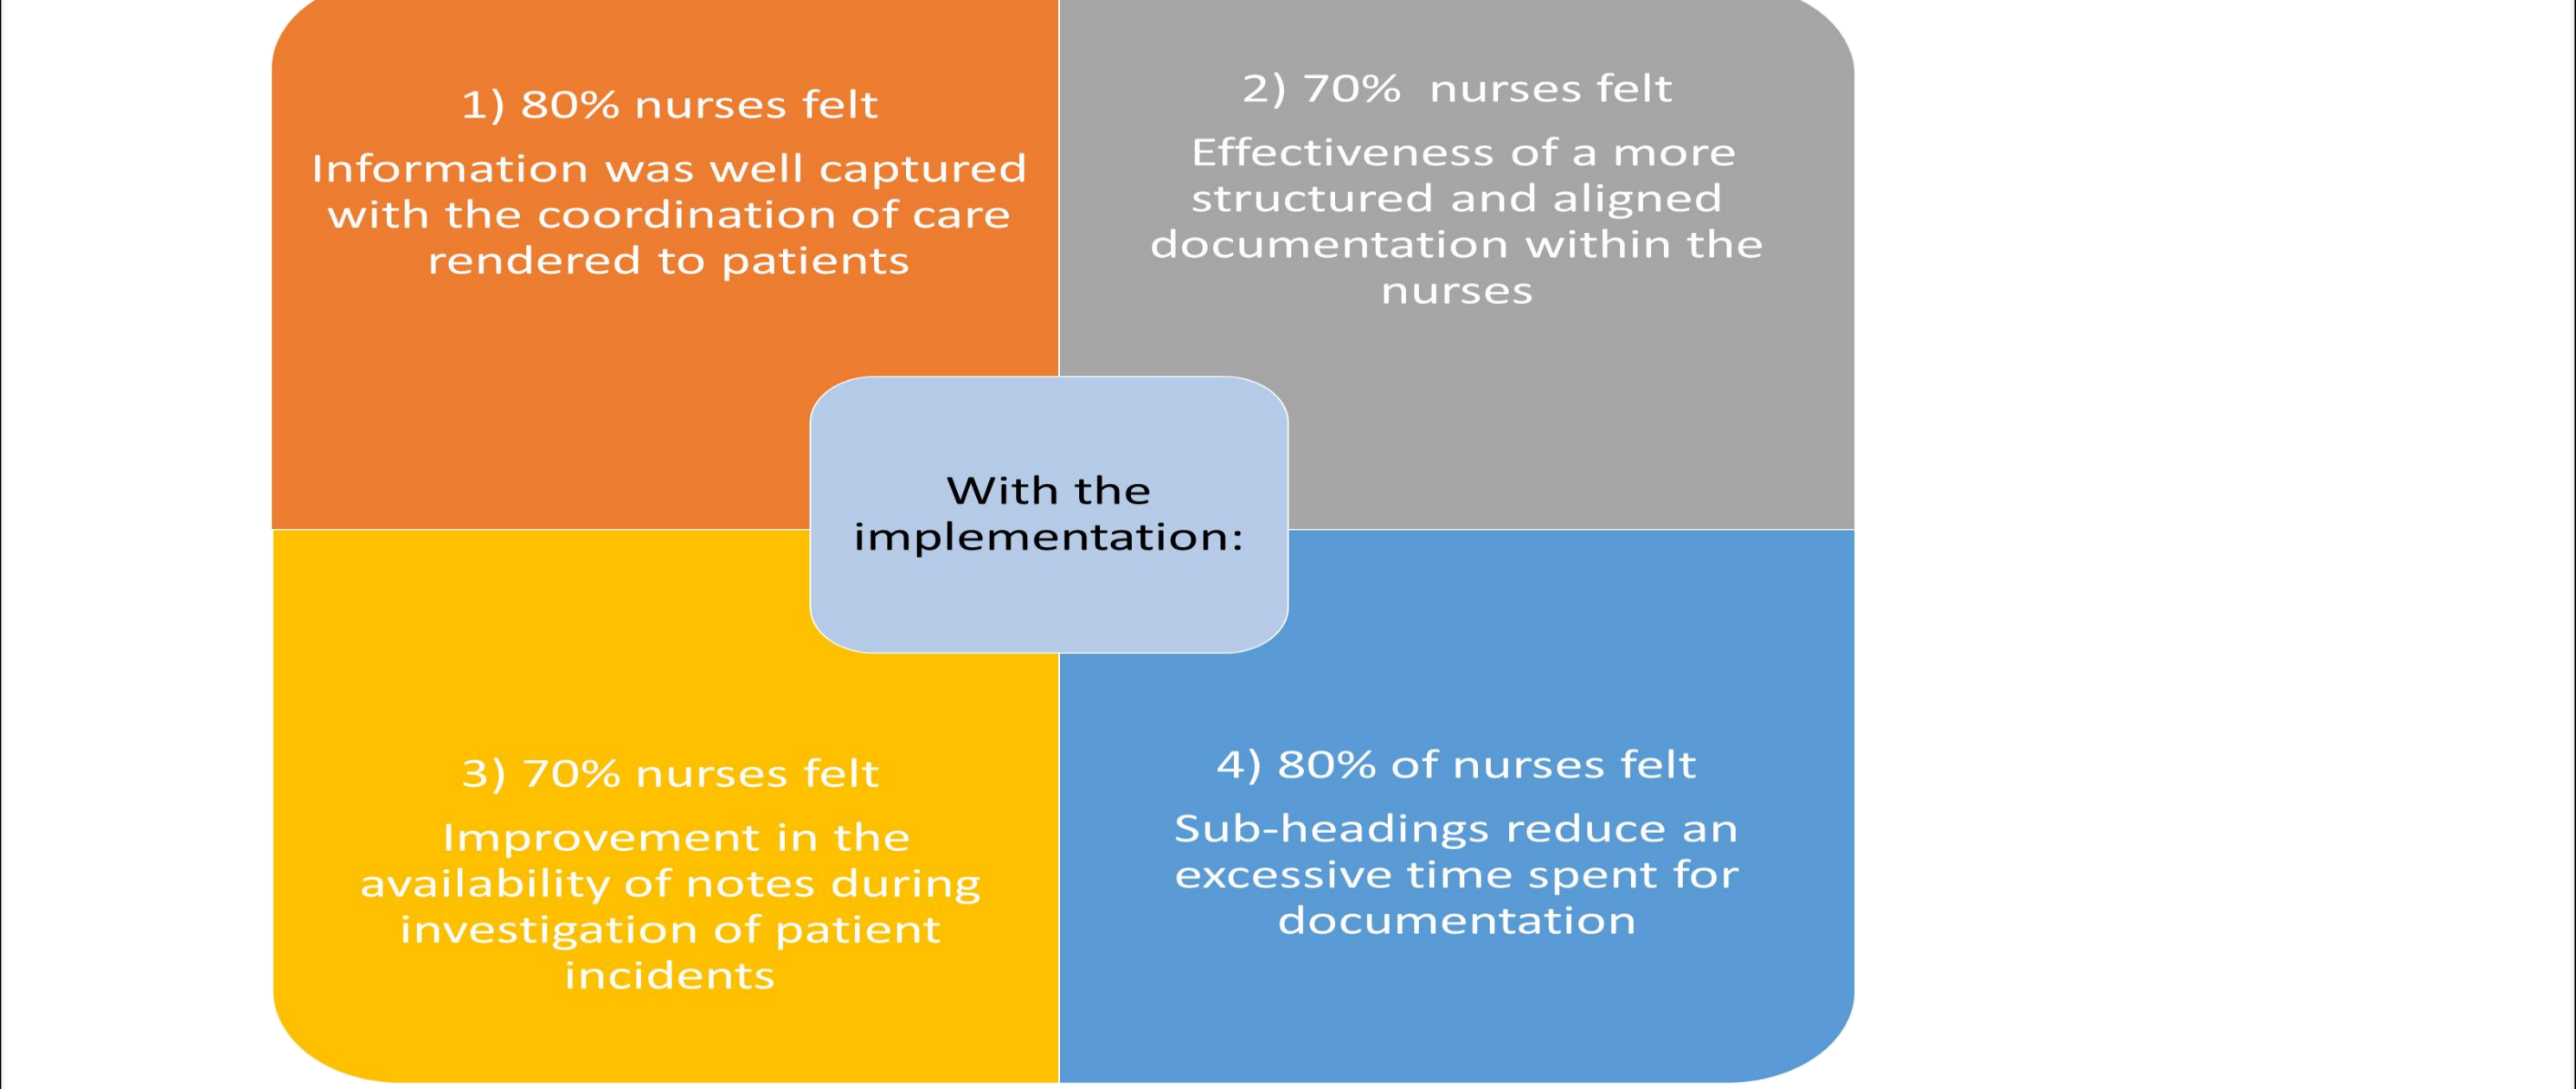 1) 80% nurses felt
Information was well captured
with the coordination of care
rendered to patients
2) 70%  nurses felt
Effectiveness of a more
structured and aligned
documentation within the
nurses
With the
implementation:
3) 70% nurses felt
Improvement in the
availability of notes during
investigation of patient
incidents
4) 80% of nurses felt
Sub-headings reduce an
excessive time spent for
documentation